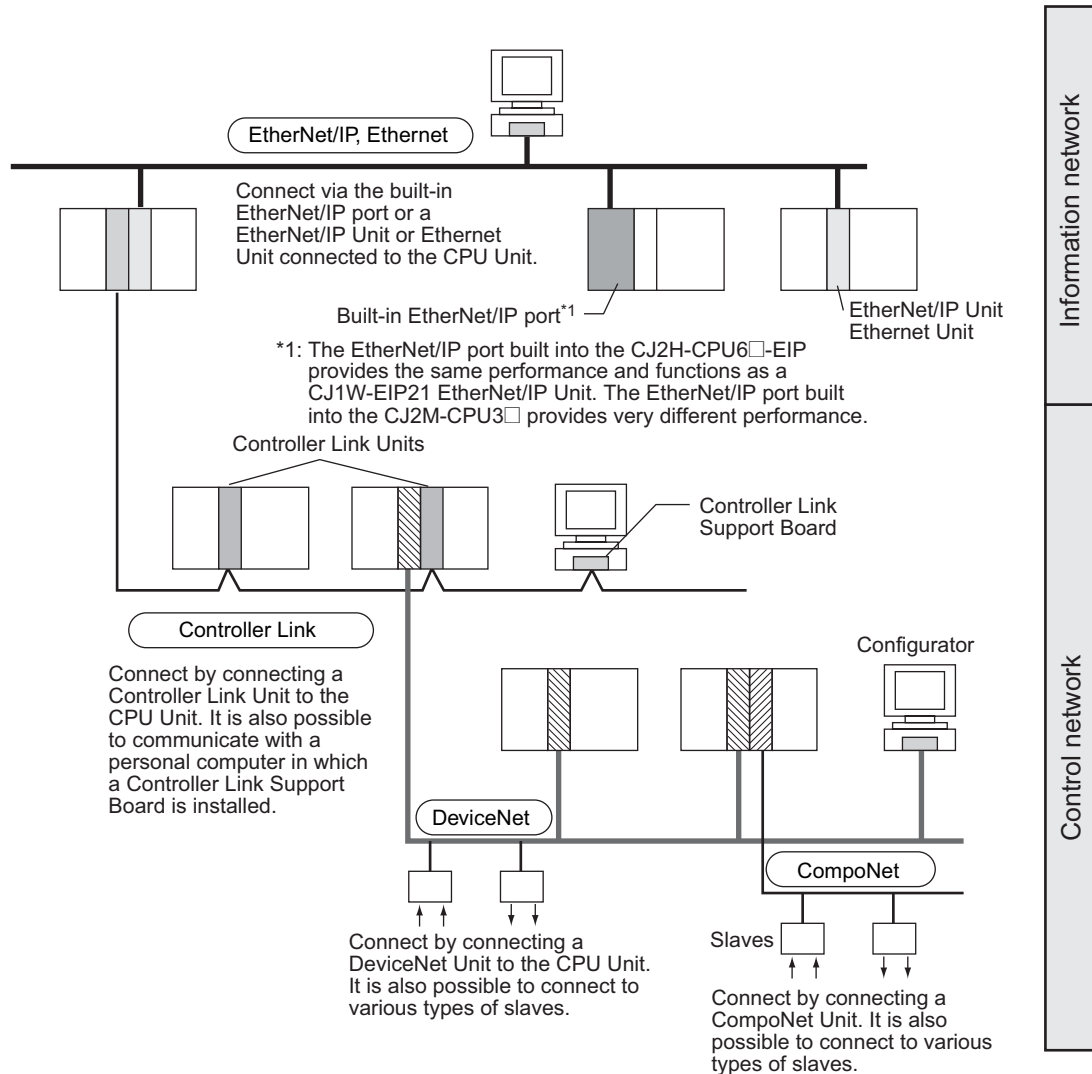 EtherNet/IP, Ethernet
Connect via the built-in
EtherNet/IP port or a
EtherNet/IP Unit or Ethernet
Unit connected to the CPU Unit.
Built-in EtherNet/IP port*1
EtherNet/IP Unit
Ethernet Unit
*1: The EtherNet/IP port built into the CJ2H-CPU6□-EIP
provides the same performance and functions as a
CJ1W-EIP21 EtherNet/IP Unit. The EtherNet/IP port built
into the CJ2M-CPU3□ provides very different performance.
Information network
Controller Link Units
Controller Link
Support Board
Controller Link
Connect by connecting a
Controller Link Unit to the
CPU Unit. It is also possible
to communicate with a
personal computer in which
a Controller Link Support
Board is installed.
Configurator
DeviceNet
CompoNet
Connect by connecting a
DeviceNet Unit to the CPU Unit.
It is also possible to connect to
various types of slaves.
Slaves
Connect by connecting a
CompoNet Unit. It is also
possible to connect to various
types of slaves.
Control network